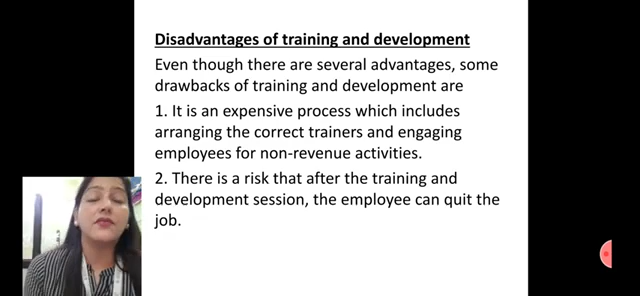 Disadvantages of training and development
Even though there are several advantages, some
drawbacks of training and development are
1. It is an expensive process which includes
arranging the correct trainers and engaging
employees for non-revenue activities.
2. There is a risk that after the training and
development session, the employee can quit the
job.